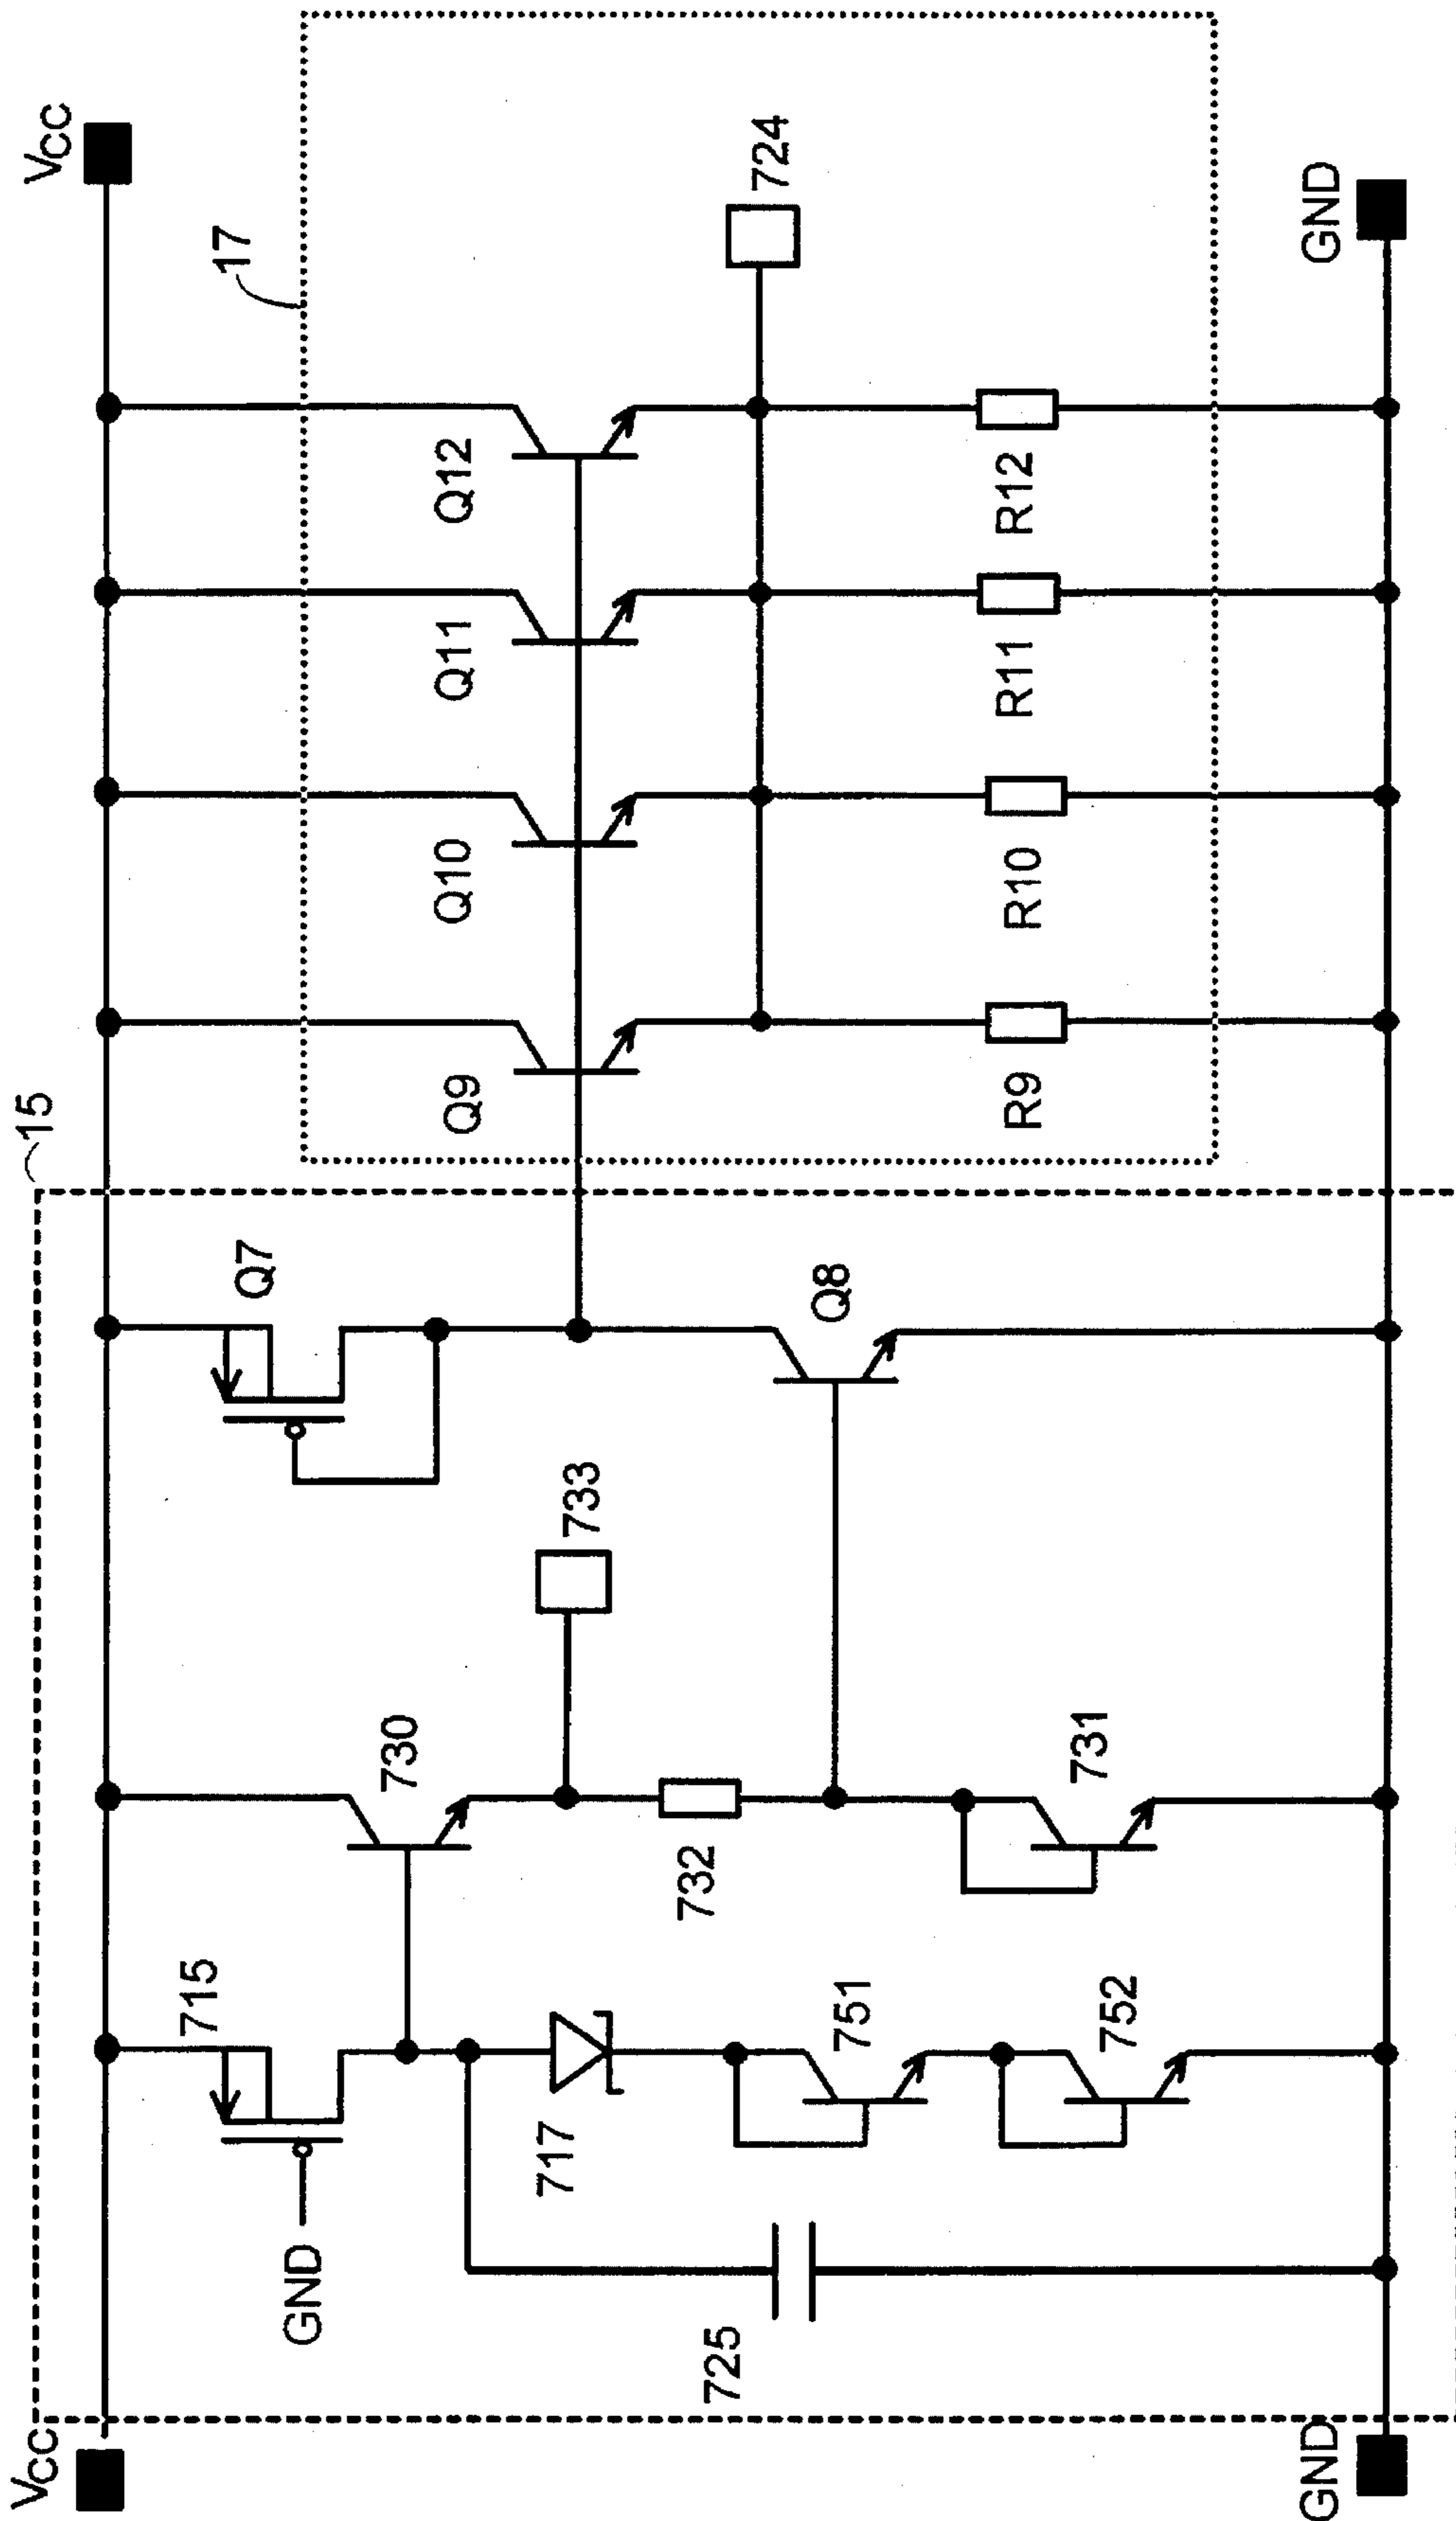 VCC
VCC
15
17
Q7
Q9
Q10
Q11
Q12
715
730
733
724
GND
717
732
Q8
751
725
731
752
R9
R10
R11
R12
GND
GND